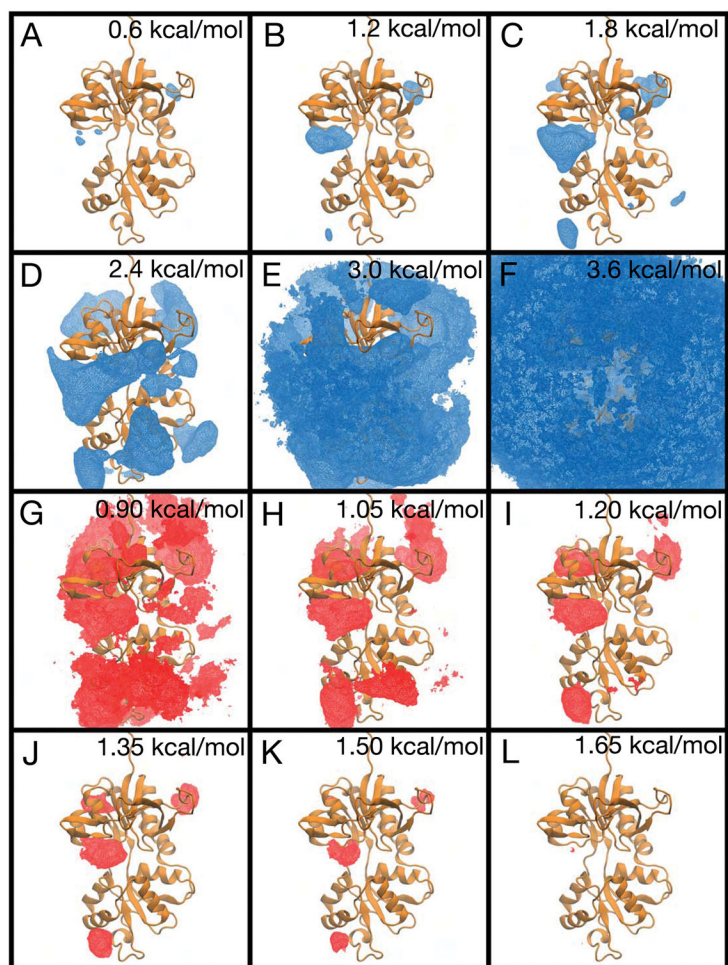 A 0.6 kcal/mol
B 1.2 kcal/mol
C 1.8 kcal/mol
D 2.4 kcal/mol
E 3.0 kcal/mol
F 3.6 kcal/mol
G 0.90 kcal/mol
H 1.05 kcal/mol
I 1.20 kcal/mol
J 1.35 kcal/mol
K 1.50 kcal/mol
L 1.65 kcal/mol